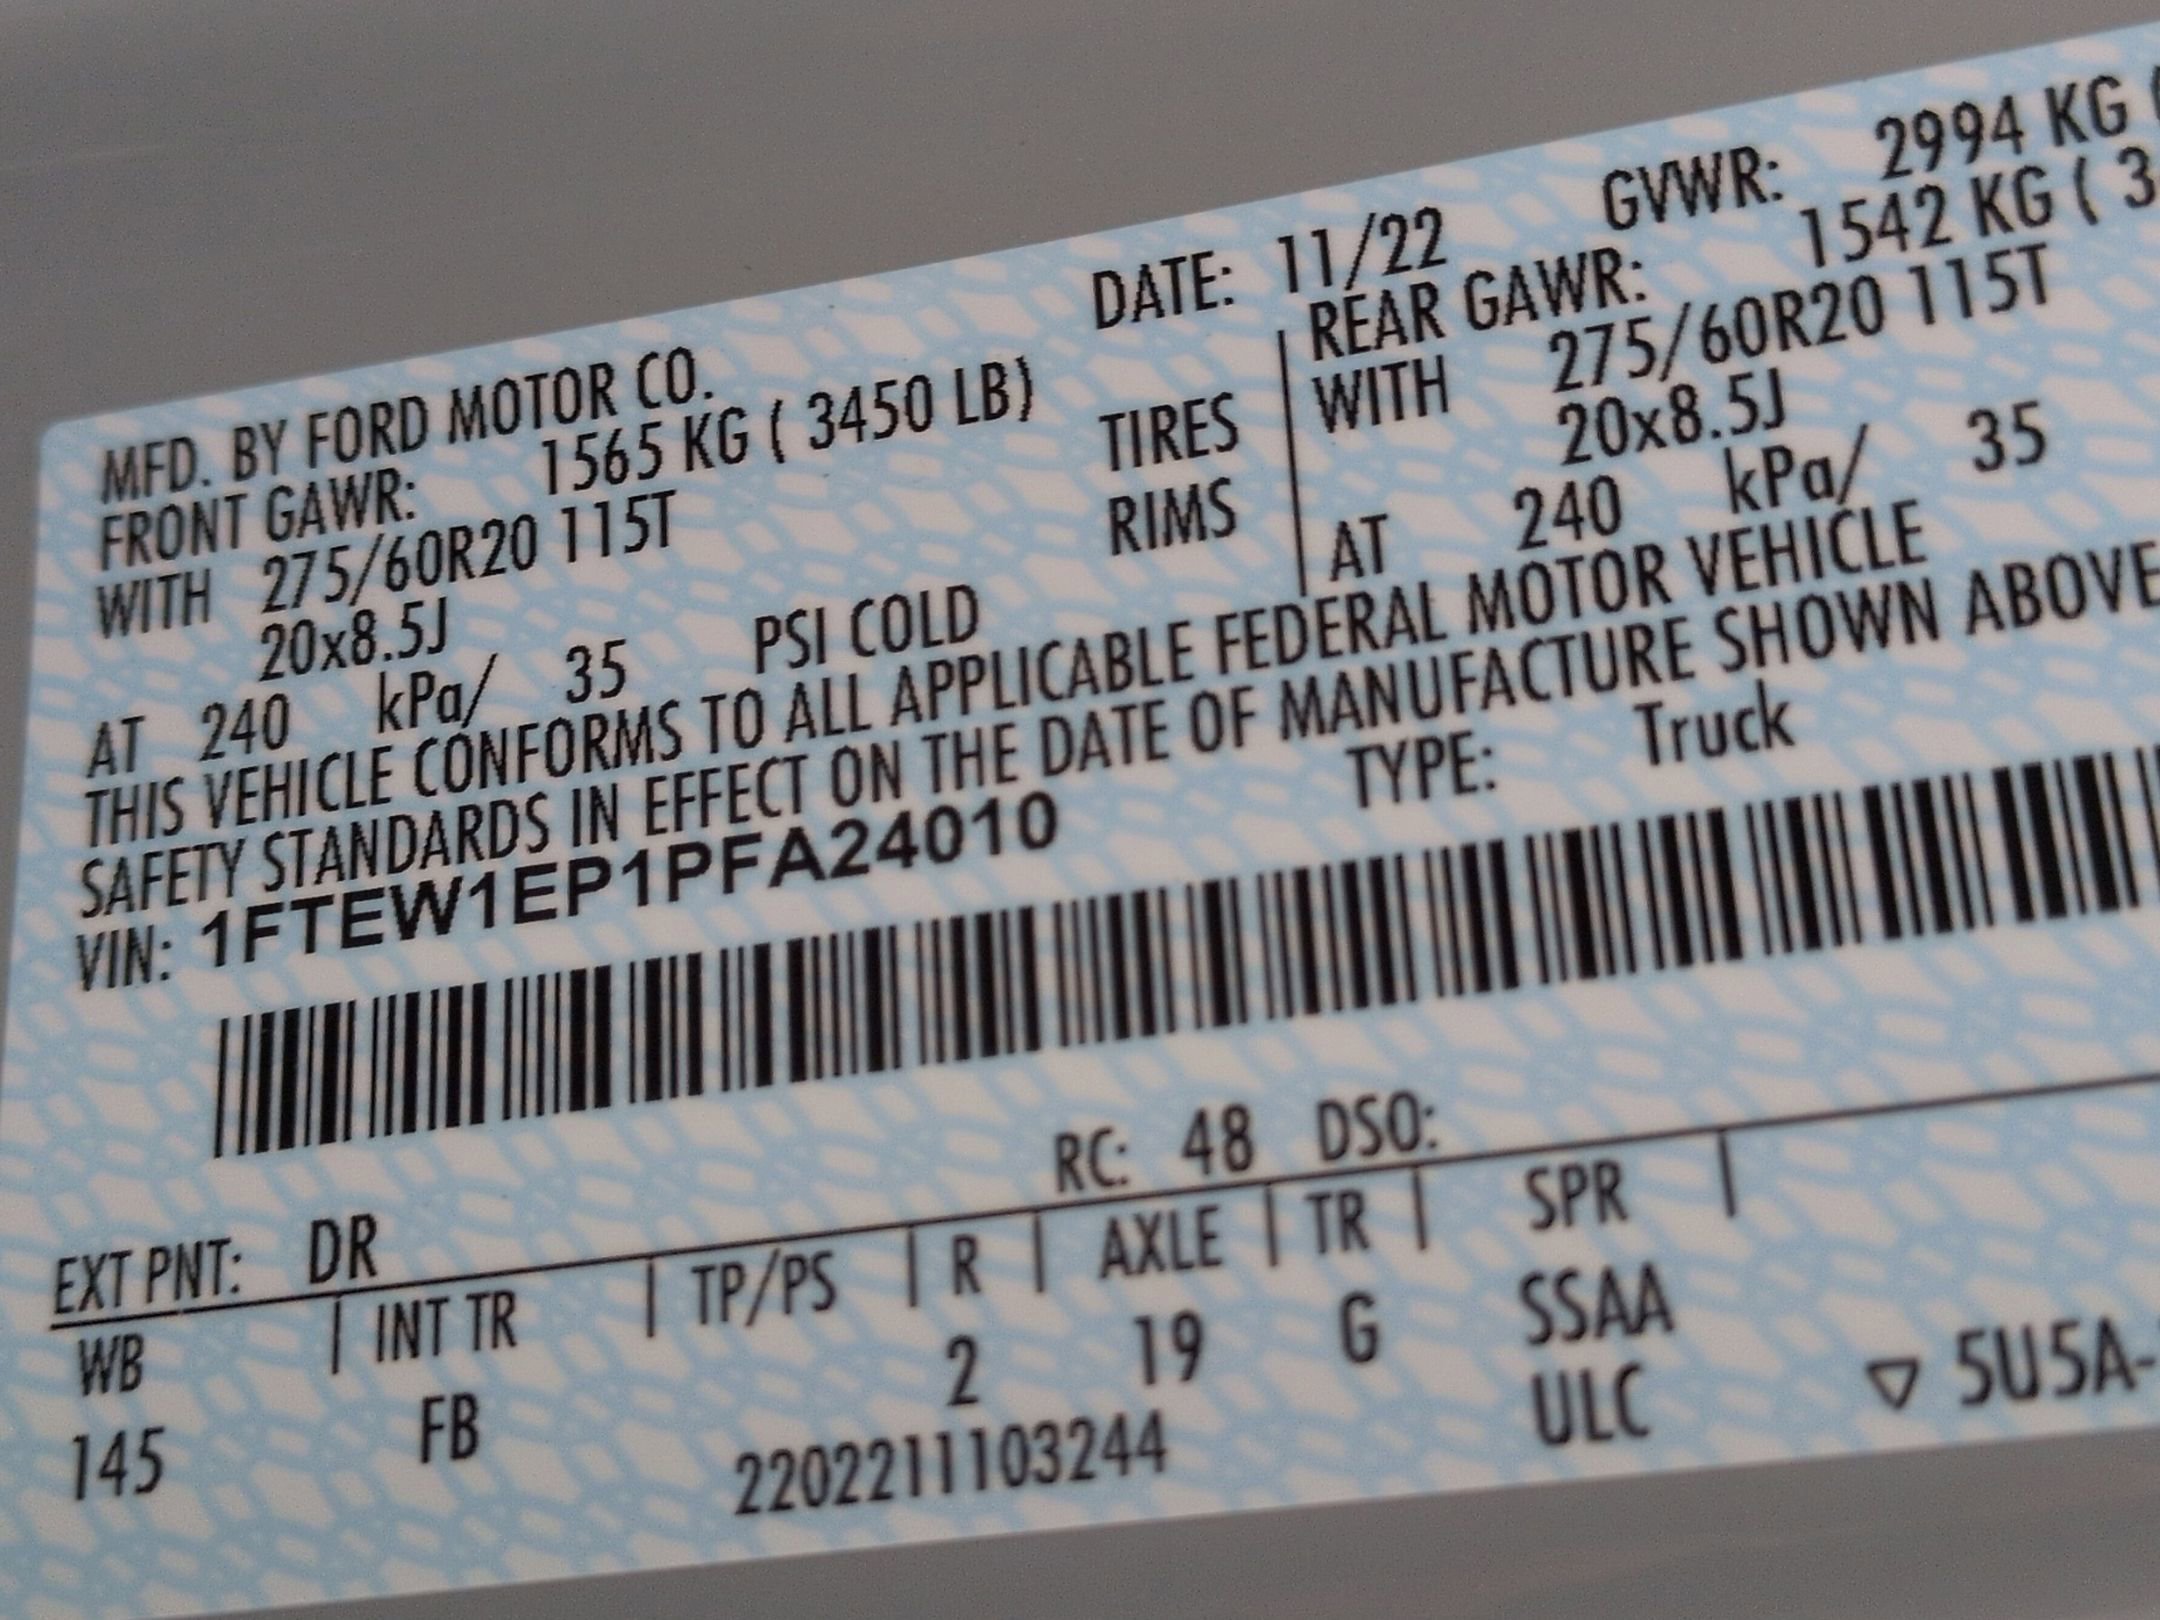 MFD. BY FORD MOTOR CO. DATE: 11/22 GVWR: 2994 KG (
FRONT GAWR: 1565 KG ( 3450 LB) REAR GAWR: 1542 KG ( 3
WITH 275/60R20 115T TIRES WITH 275/60R20 115T
20x8.5J RIMS 20x8.5J
AT 240 kPa/ 35 PSI COLD AT 240 kPa/ 35
THIS VEHICLE CONFORMS TO ALL APPLICABLE FEDERAL MOTOR VEHICLE
SAFETY STANDARDS IN EFFECT ON THE DATE OF MANUFACTURE SHOWN ABOVE
VIN: 1FTEW1EP1PFA24010 TYPE: Truck
EXT PNT: DR RC: 48 DSO:
WB | INT TR | TP/PS | R | AXLE | TR | SPR |
145 FB 2 19 G SSAA
ULC ▽ 5U5A-
2202211103244